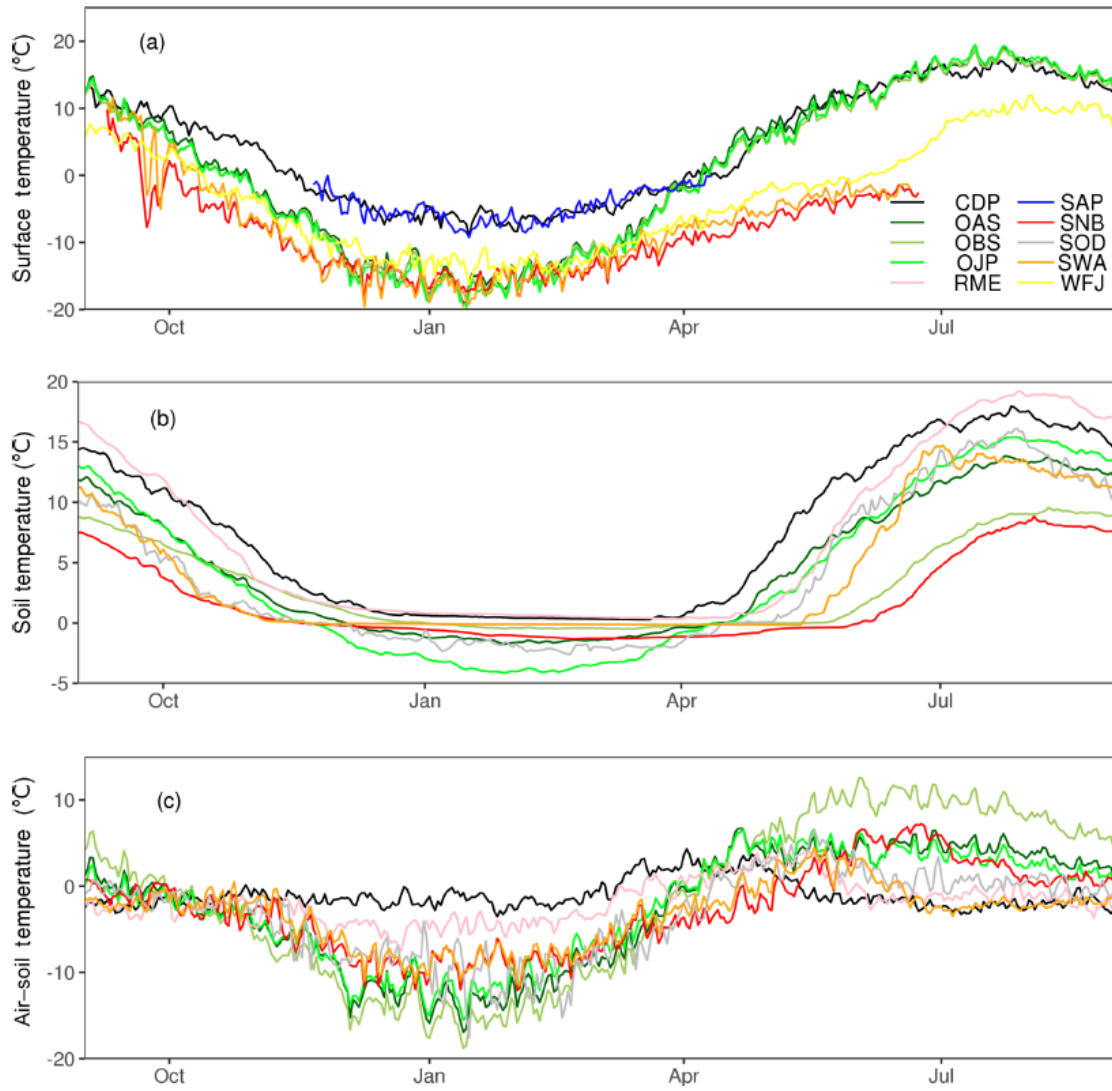 (a)
Surface temperature (°C)
20
10
0
-10
-20
Oct Jan Apr Jul
CDP SAP
OAS SNB
OBS SOD
OJP SWA
RME WFJ
(b)
Soil temperature (°C)
20
15
10
5
0
-5
Oct Jan Apr Jul
(c)
Air–soil temperature (°C)
10
0
-10
-20
Oct Jan Apr Jul